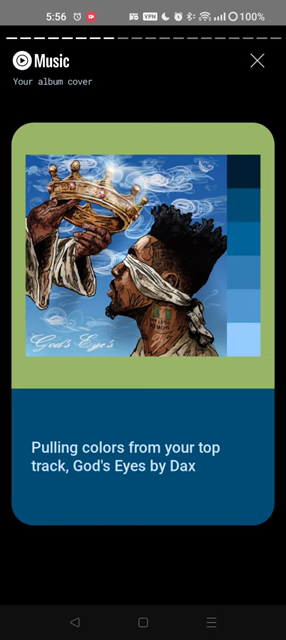 5:56
VPN
100%
Music
Your album cover
God's Eyes
Pulling colors from your top
track, God's Eyes by Dax